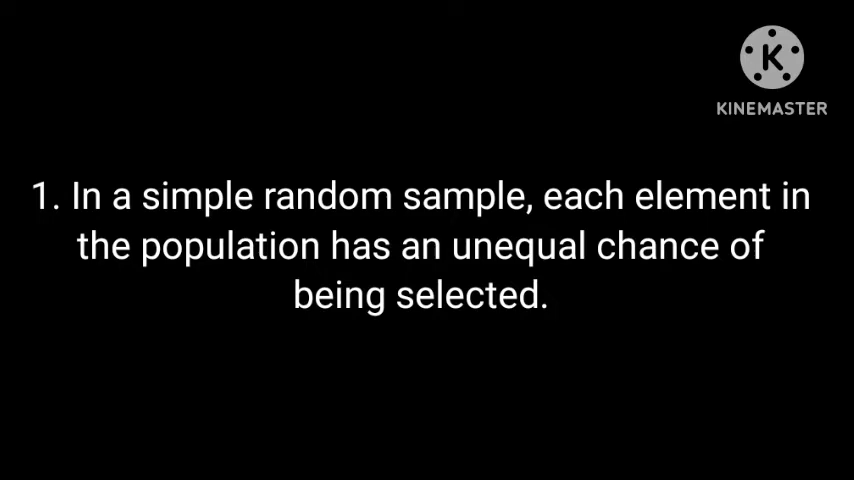 KINEMASTER
1. In a simple random sample, each element in
the population has an unequal chance of
being selected.